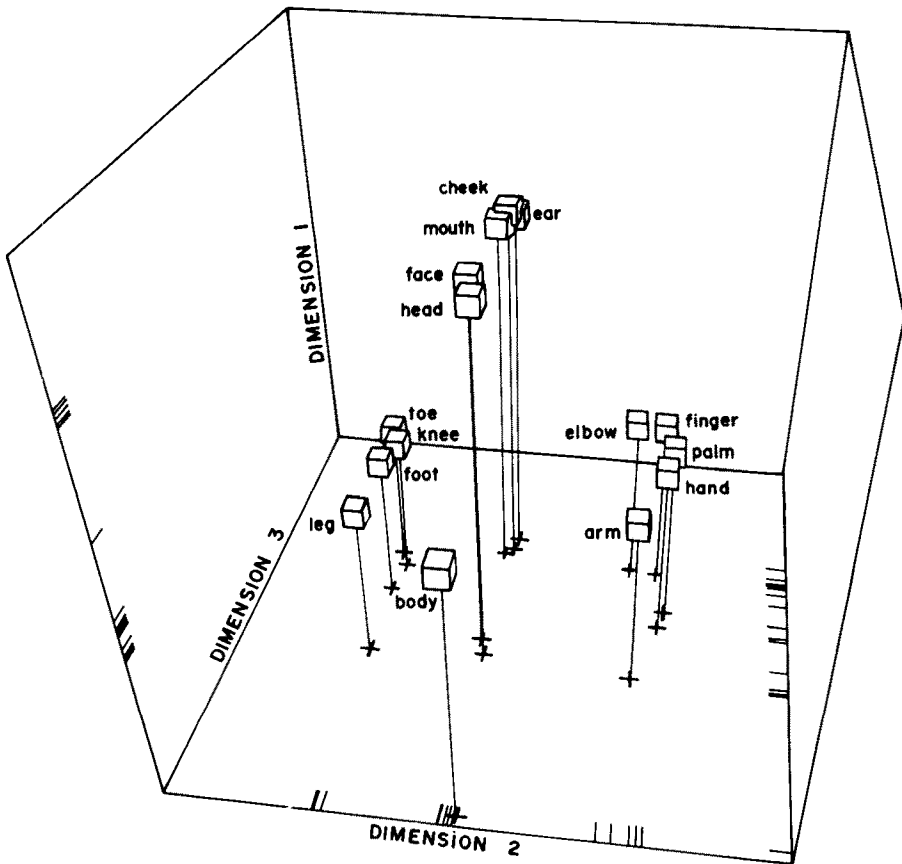 cheek
ear
mouth
face
head
DIMENSION 1
toe
knee
foot
leg
body
elbow
finger
palm
hand
arm
DIMENSION 3
DIMENSION 2